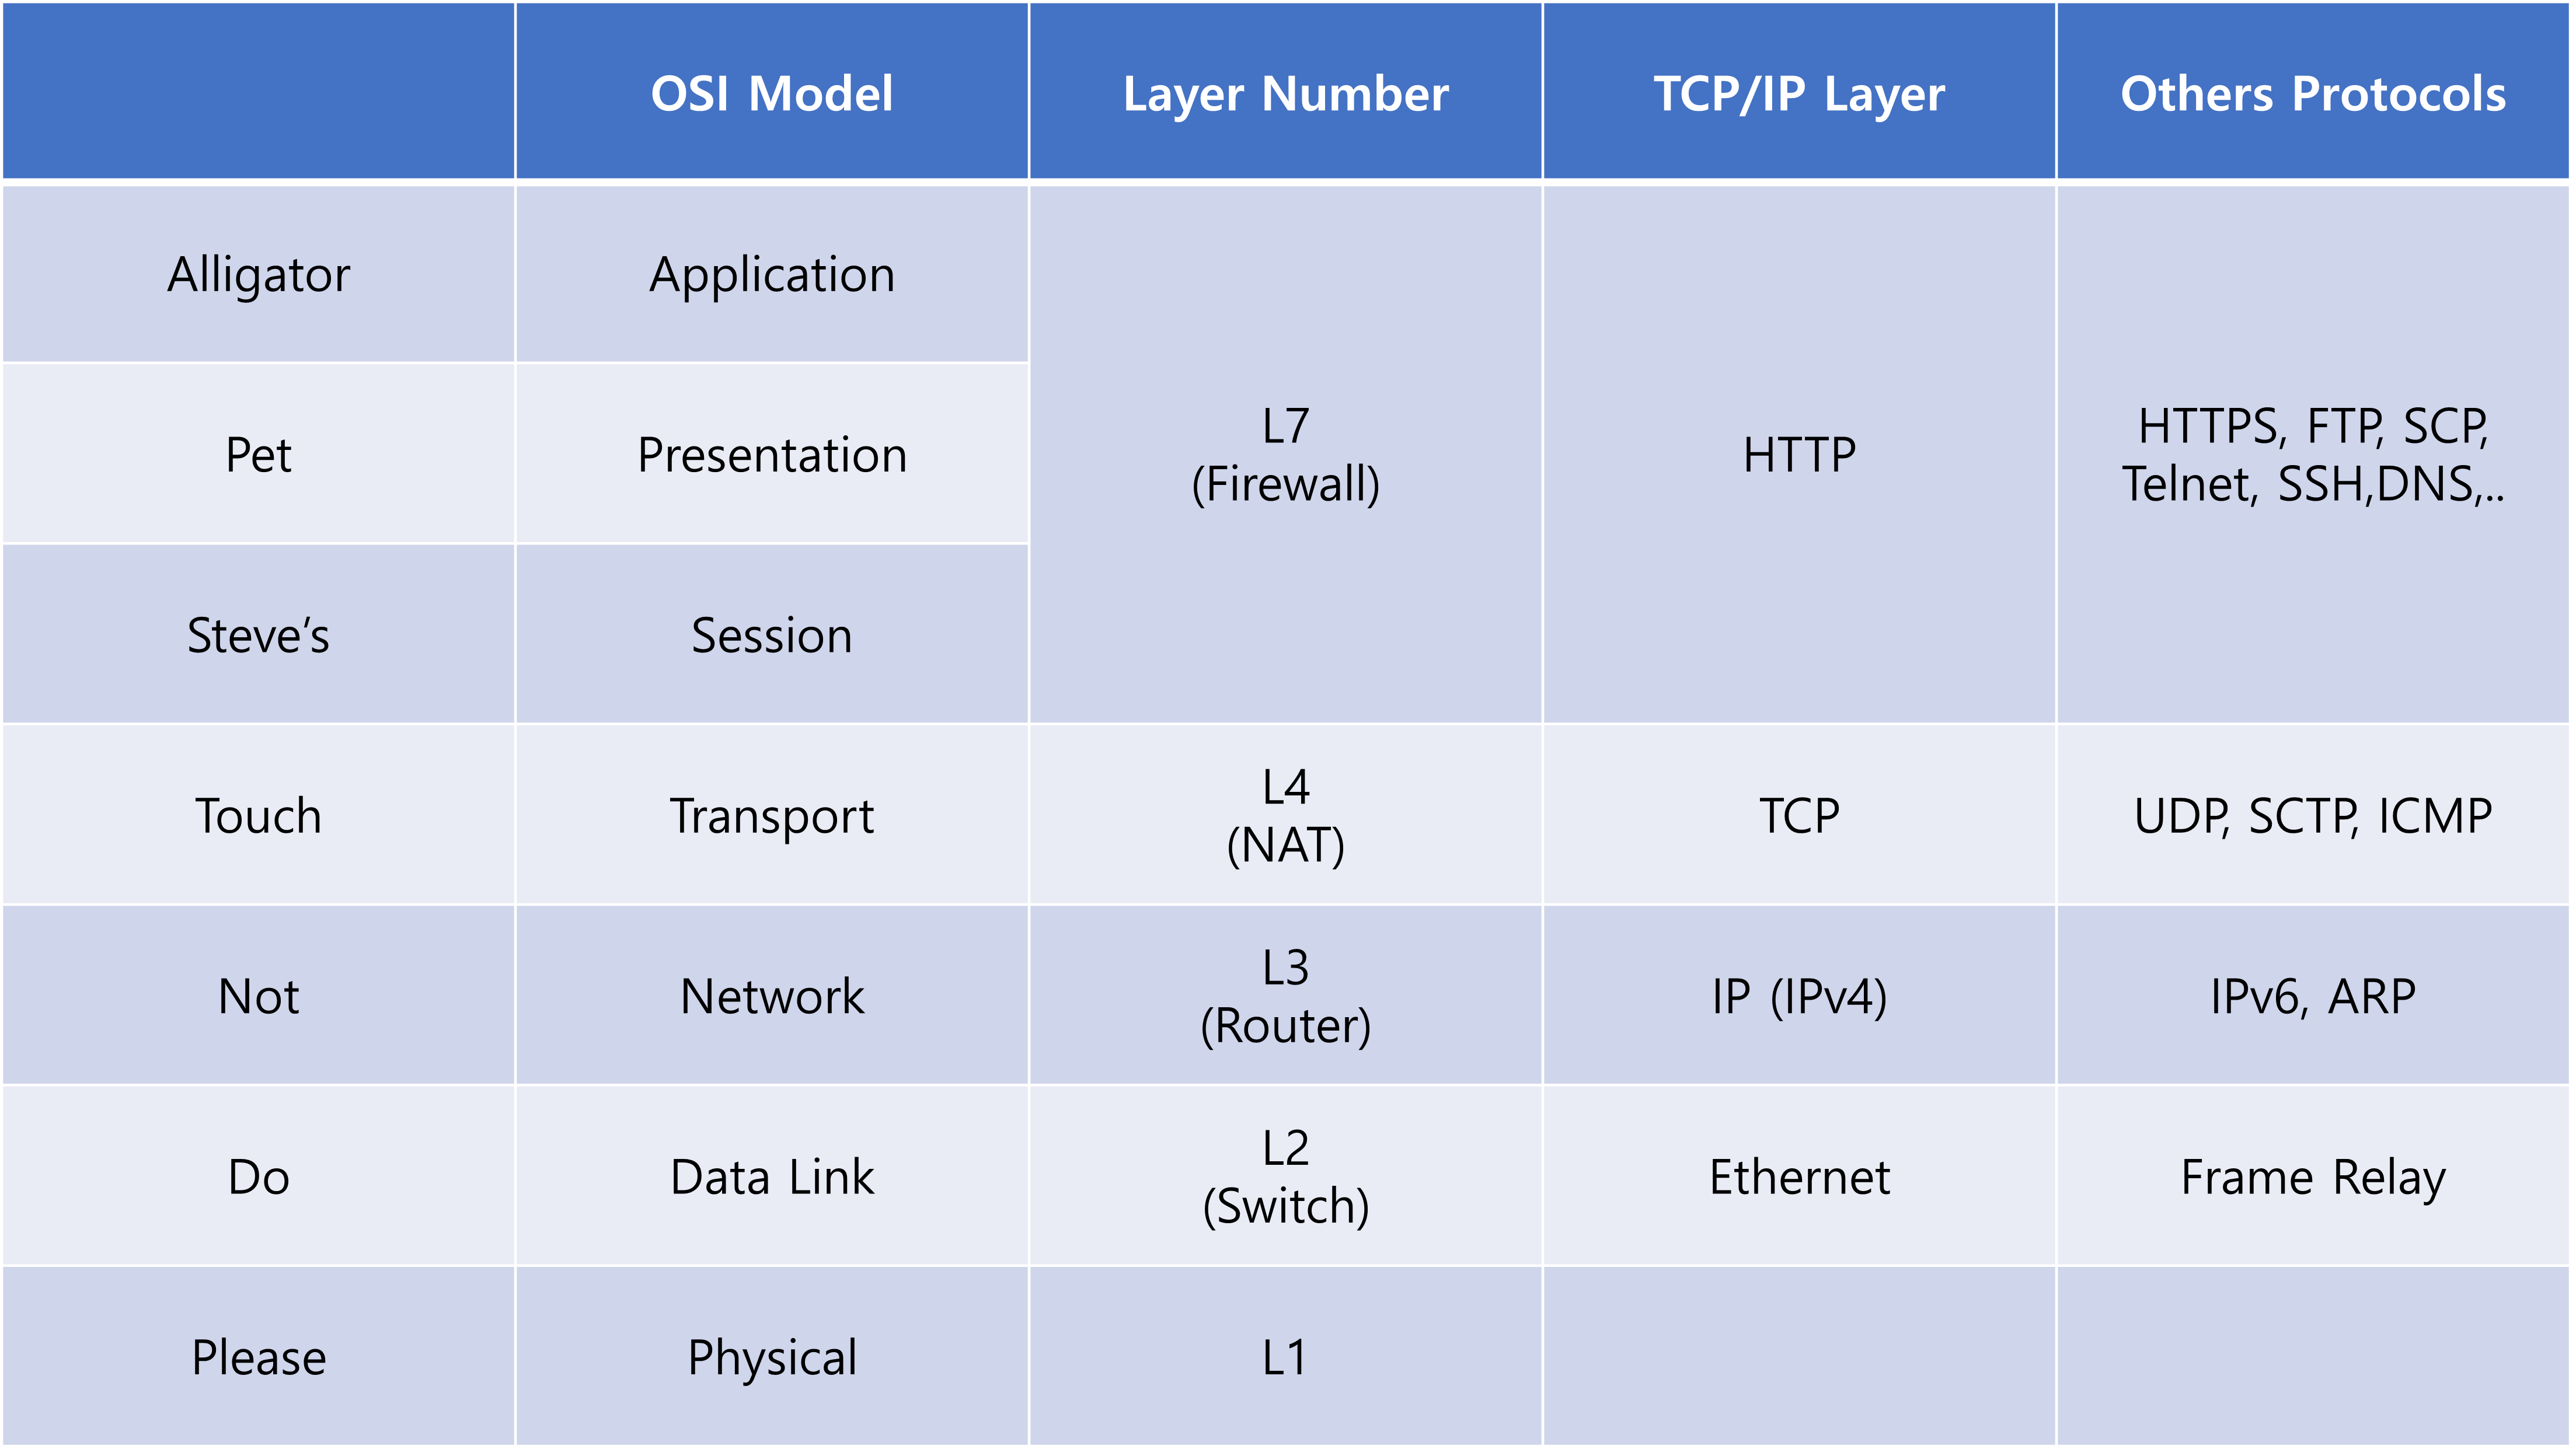 OSI Model
Layer Number
TCP/IP Layer
Others Protocols
Alligator
Application
Pet
Presentation
Steve's
Session
L7
(Firewall)
HTTP
HTTPS, FTP, SCP,
Telnet, SSH,DNS,..
Touch
Transport
L4
(NAT)
TCP
UDP, SCTP, ICMP
Not
Network
L3
(Router)
IP (IPv4)
IPv6, ARP
Do
Data Link
L2
(Switch)
Ethernet
Frame Relay
Please
Physical
L1